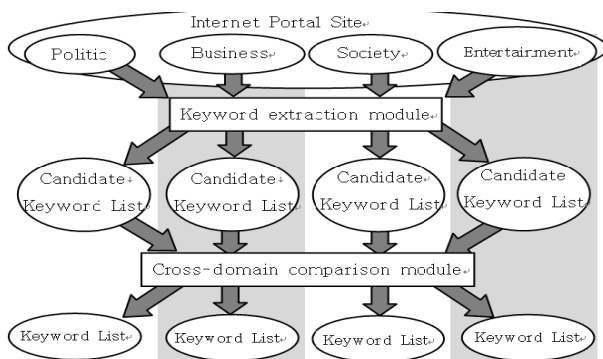 Internet Portal Site
Politic Business Society Entertainment
Keyword extraction module
Candidate Candidate Candidate Candidate
Keyword List Keyword List Keyword List Keyword List
Cross-domain comparison module
Keyword List Keyword List Keyword List Keyword List